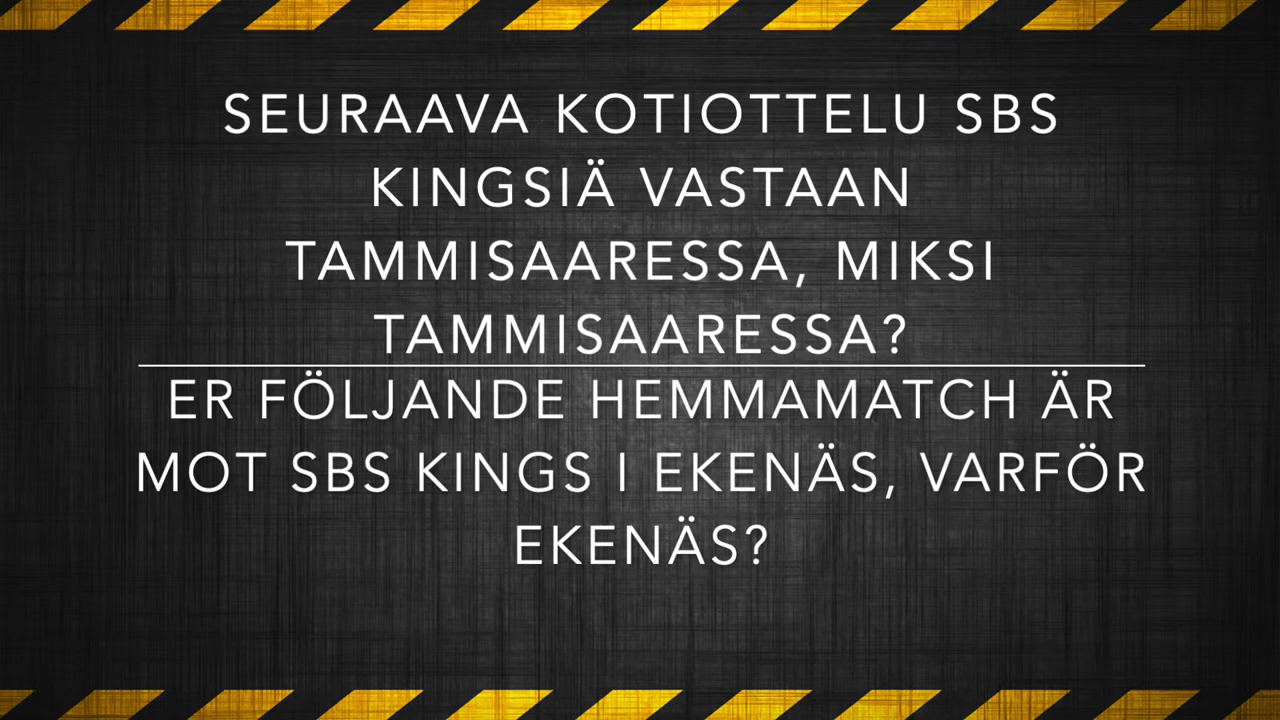 SEURAAVA KOTIOTTELU SBS
KINGSIÄ VASTAAN
TAMMISAARESSA, MIKSI
TAMMISAARESSA?
ER FÖLJANDE HEMMAMATCH ÄR
MOT SBS KINGS I EKENÄS, VARFÖR
EKENÄS?